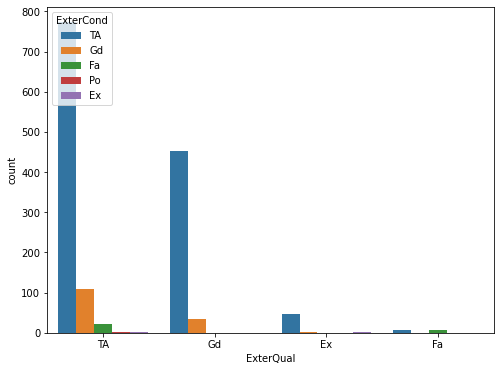 ExterCond
TA
Gd
Fa
Po
Ex
800
700
600
500
400
300
200
100
0
count
TA Gd Ex Fa
ExterQual